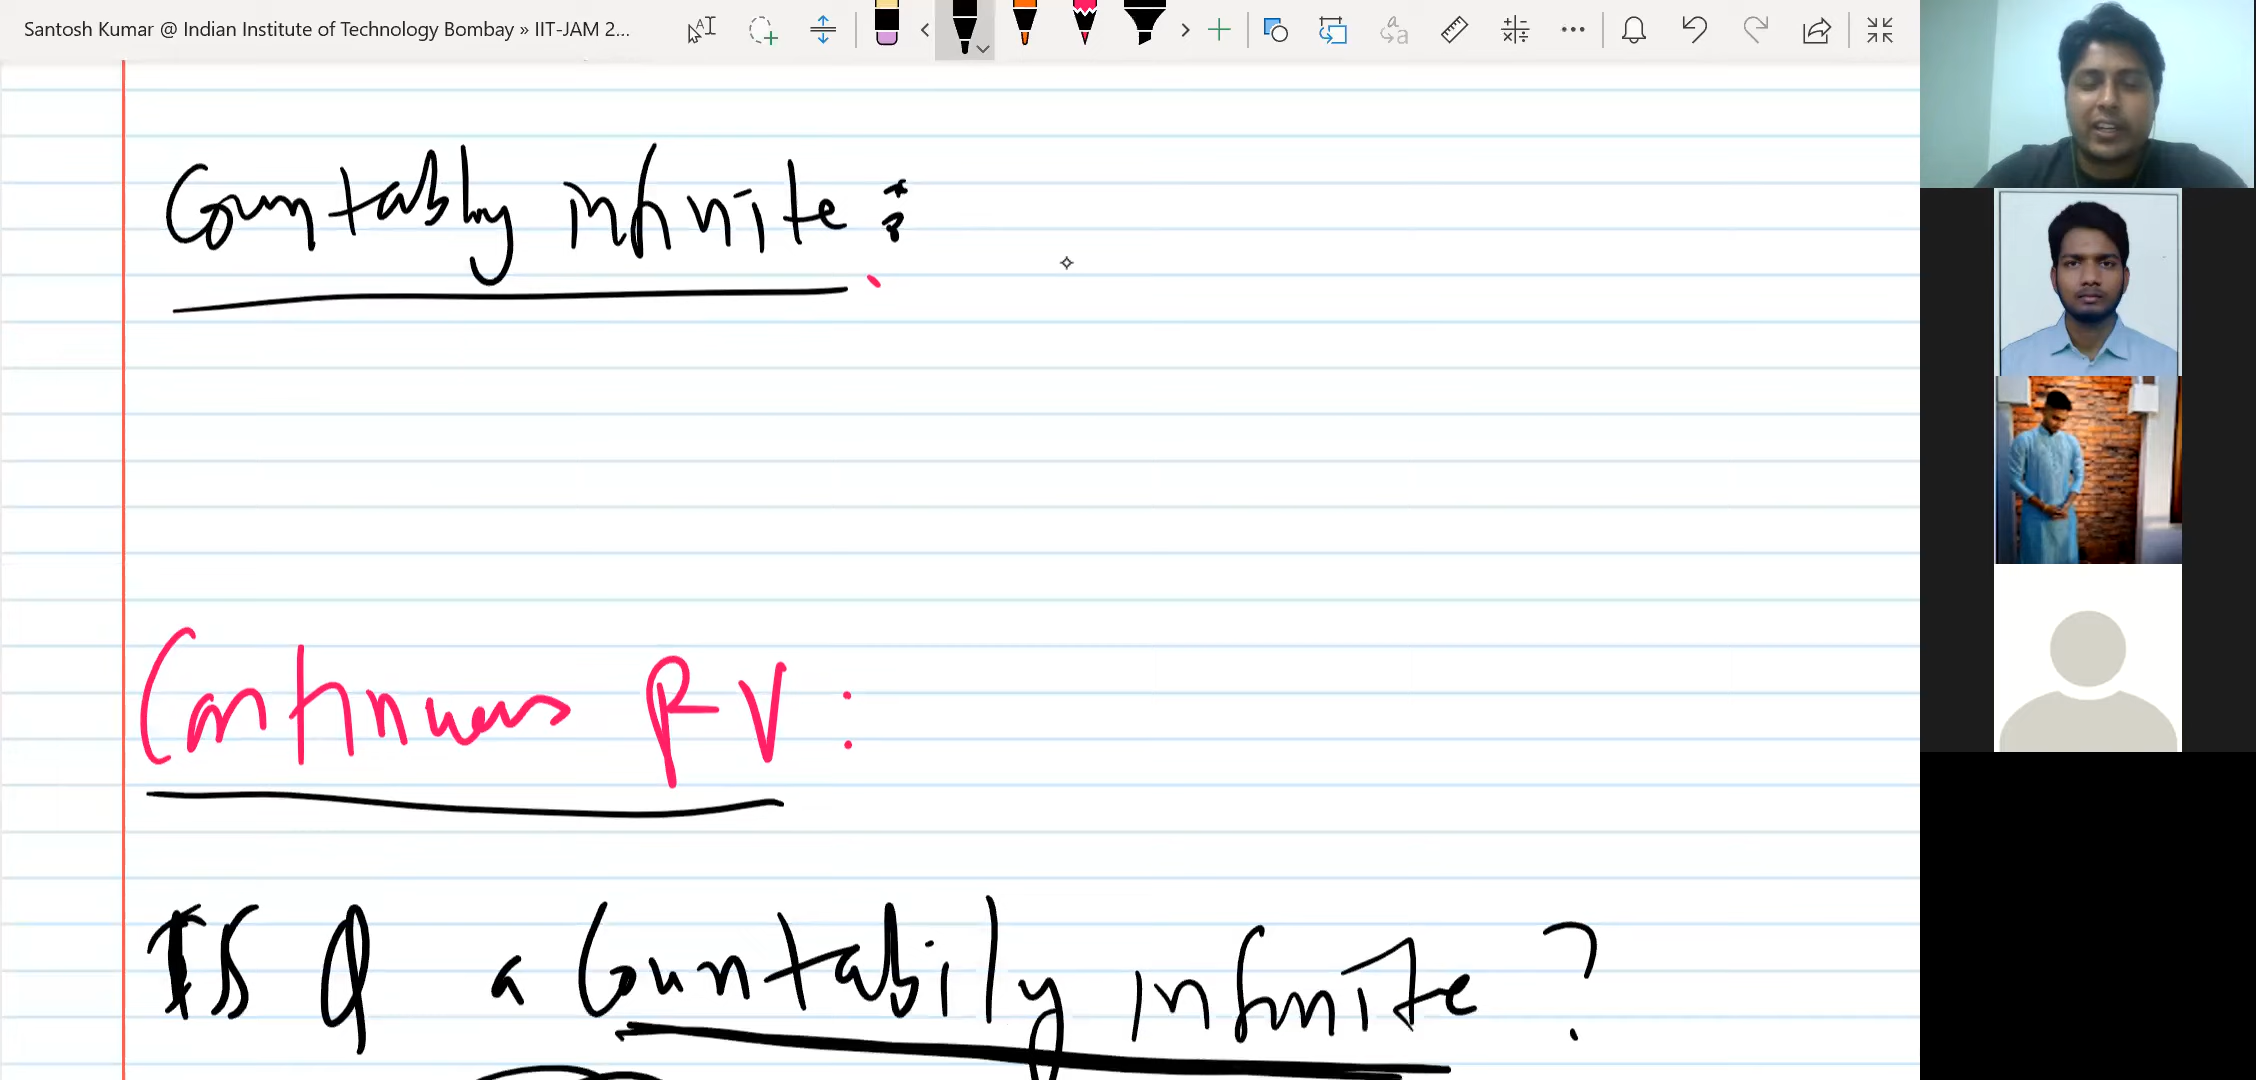 Santosh Kumar @ Indian Institute of Technology Bombay » IIT-JAM 2...
Countably infinite :
Continuous RV :
Is Q a Countabily infinite ?